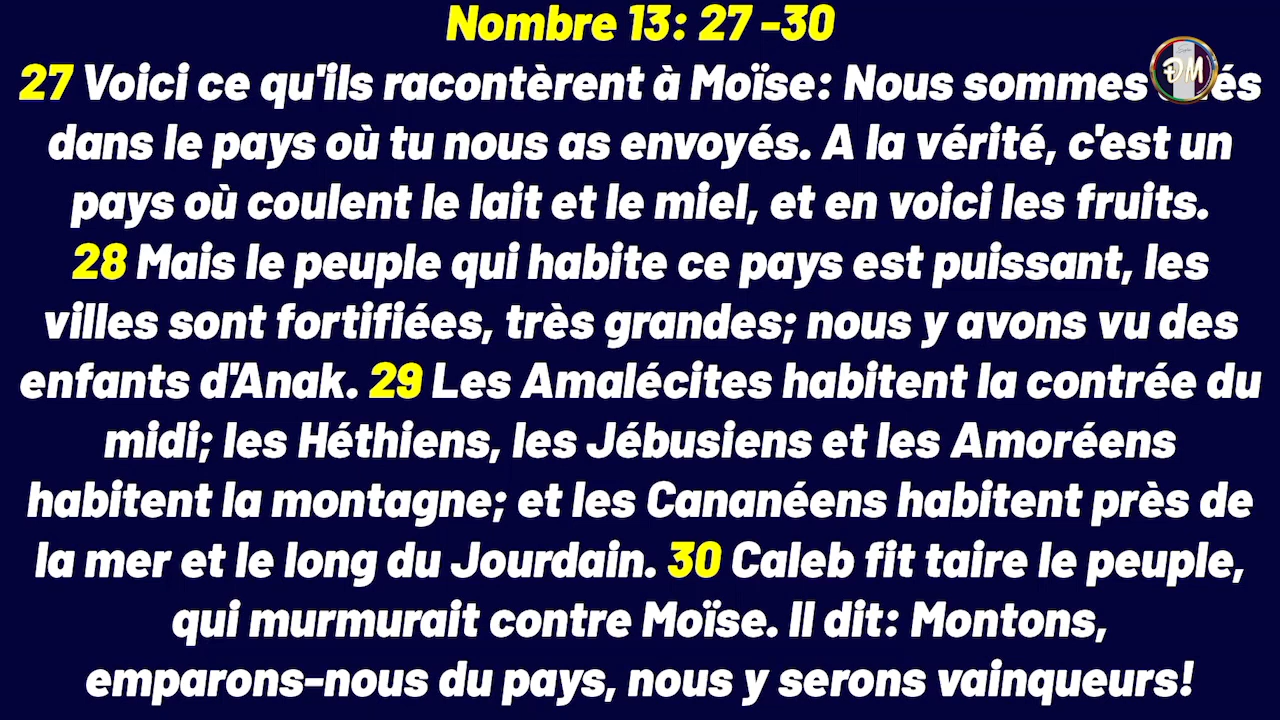 Nombre 13: 27 -30
27 Voici ce qu'ils racontèrent à Moïse: Nous sommes
dans le pays où tu nous as envoyés. A la vérité, c'est un
pays où coulent le lait et le miel, et en voici les fruits.
28 Mais le peuple qui habite ce pays est puissant, les
villes sont fortifiées, très grandes; nous y avons vu des
enfants d'Anak. 29 Les Amalécites habitent la contrée du
midi; les Héthiens, les Jébusiens et les Amoréens
habitent la montagne; et les Cananéens habitent près de
la mer et le long du Jourdain. 30 Caleb fit taire le peuple,
qui murmurait contre Moïse. Il dit: Montons,
emparons-nous du pays, nous y serons vainqueurs!